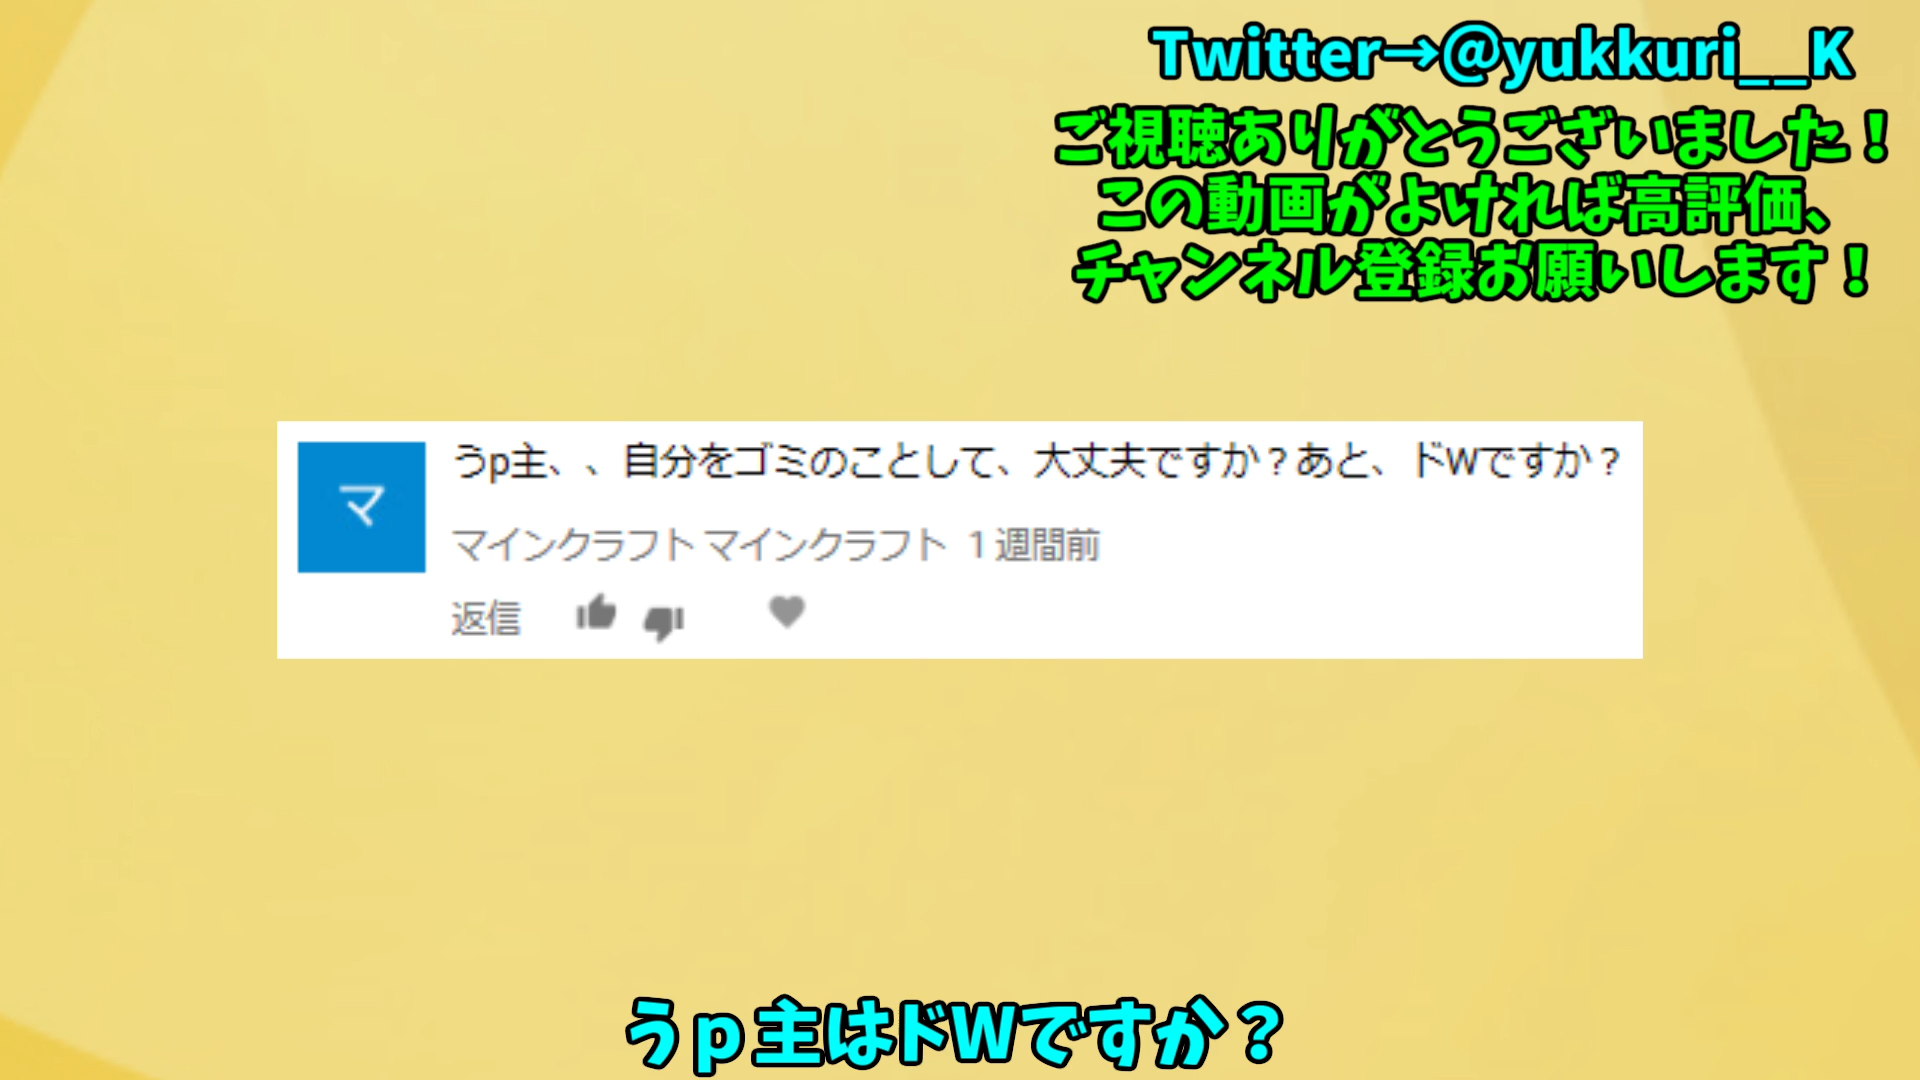 Twitter→@yukkuri__K
ご視聴ありがとうございました！
この動画がよければ高評価、
チャンネル登録お願いします！
マ
うp主、、自分をゴミのことして、大丈夫ですか？あと、ドWですか？
マインクラフト マインクラフト 1 週間前
返信
うｐ主はドWですか？